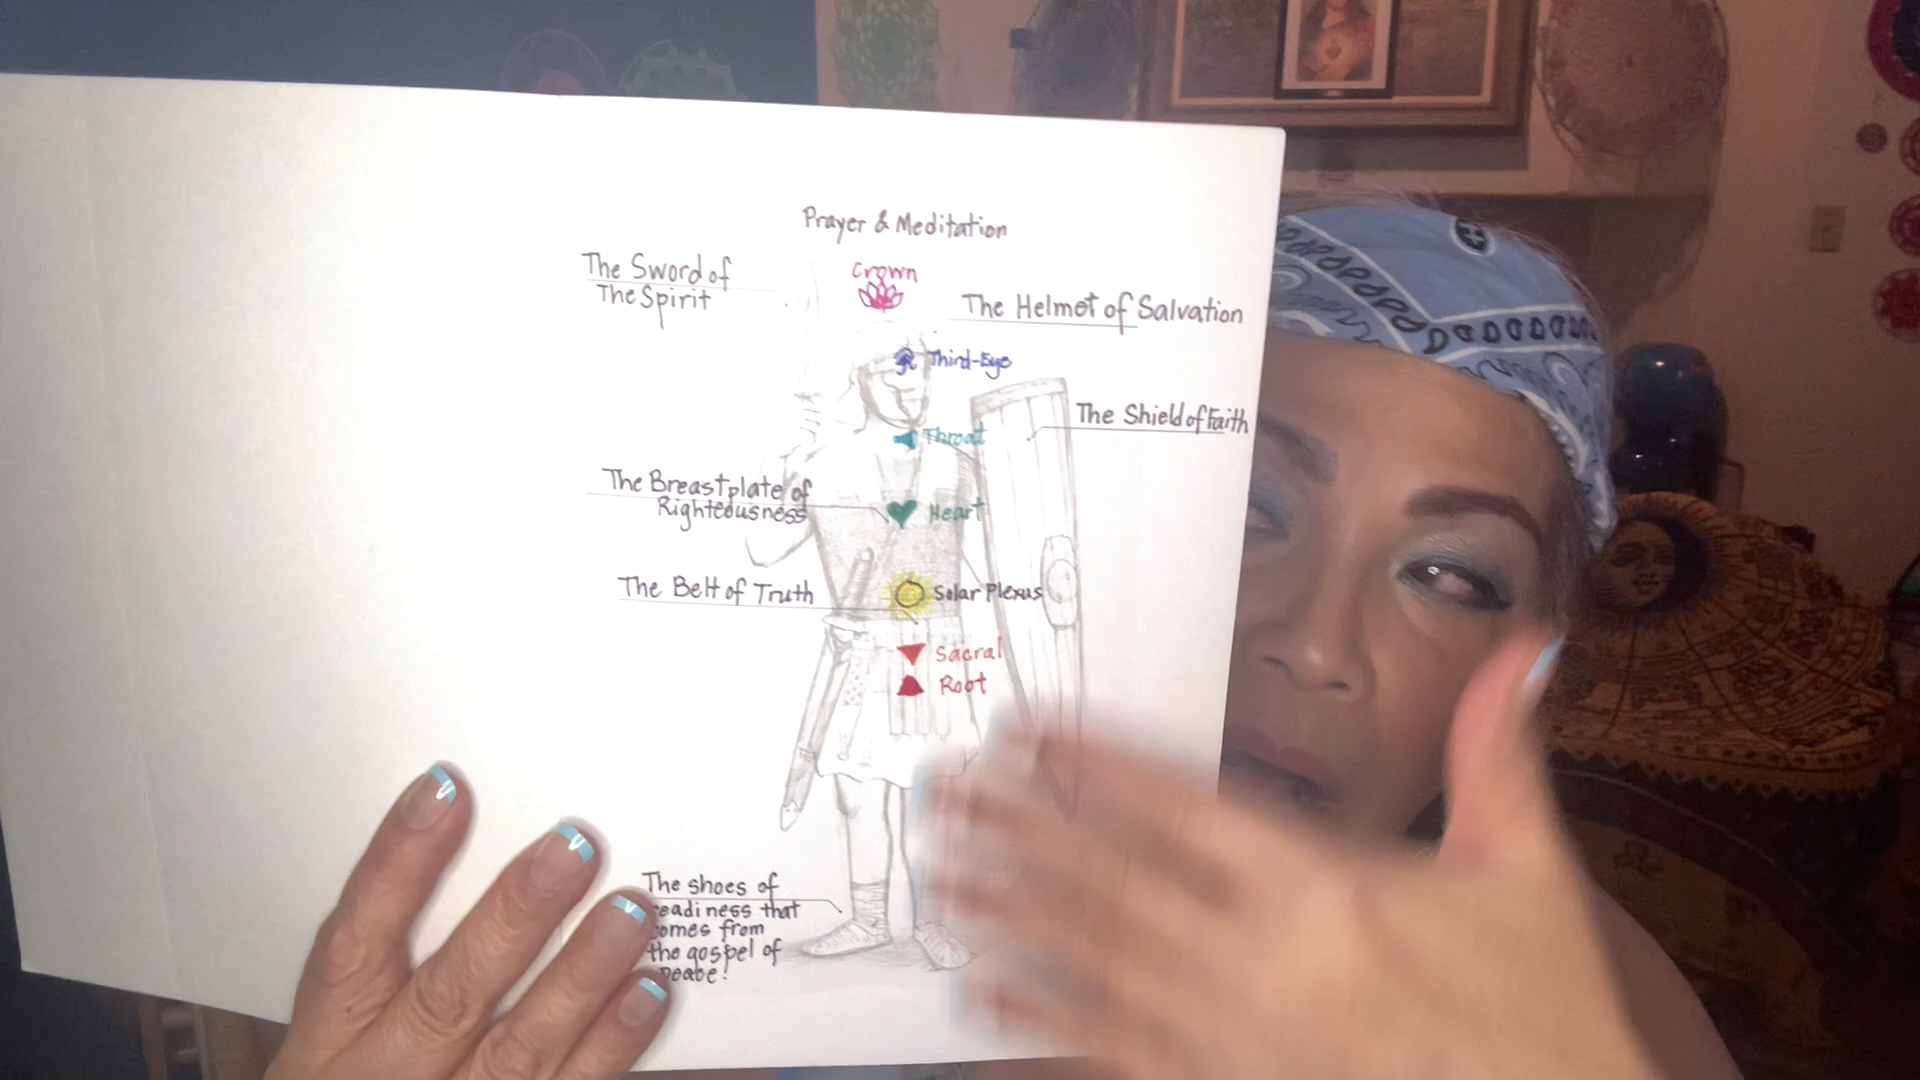 Prayer & Meditation
The Sword of
The Spirit
Crown
The Helmet of Salvation
Third-Eye
The Shield of Faith
Throat
The Breastplate of
Righteousness
Heart
The Belt of Truth
Solar Plexus
Sacral
Root
The shoes of
readiness that
comes from
the gospel of
peace!